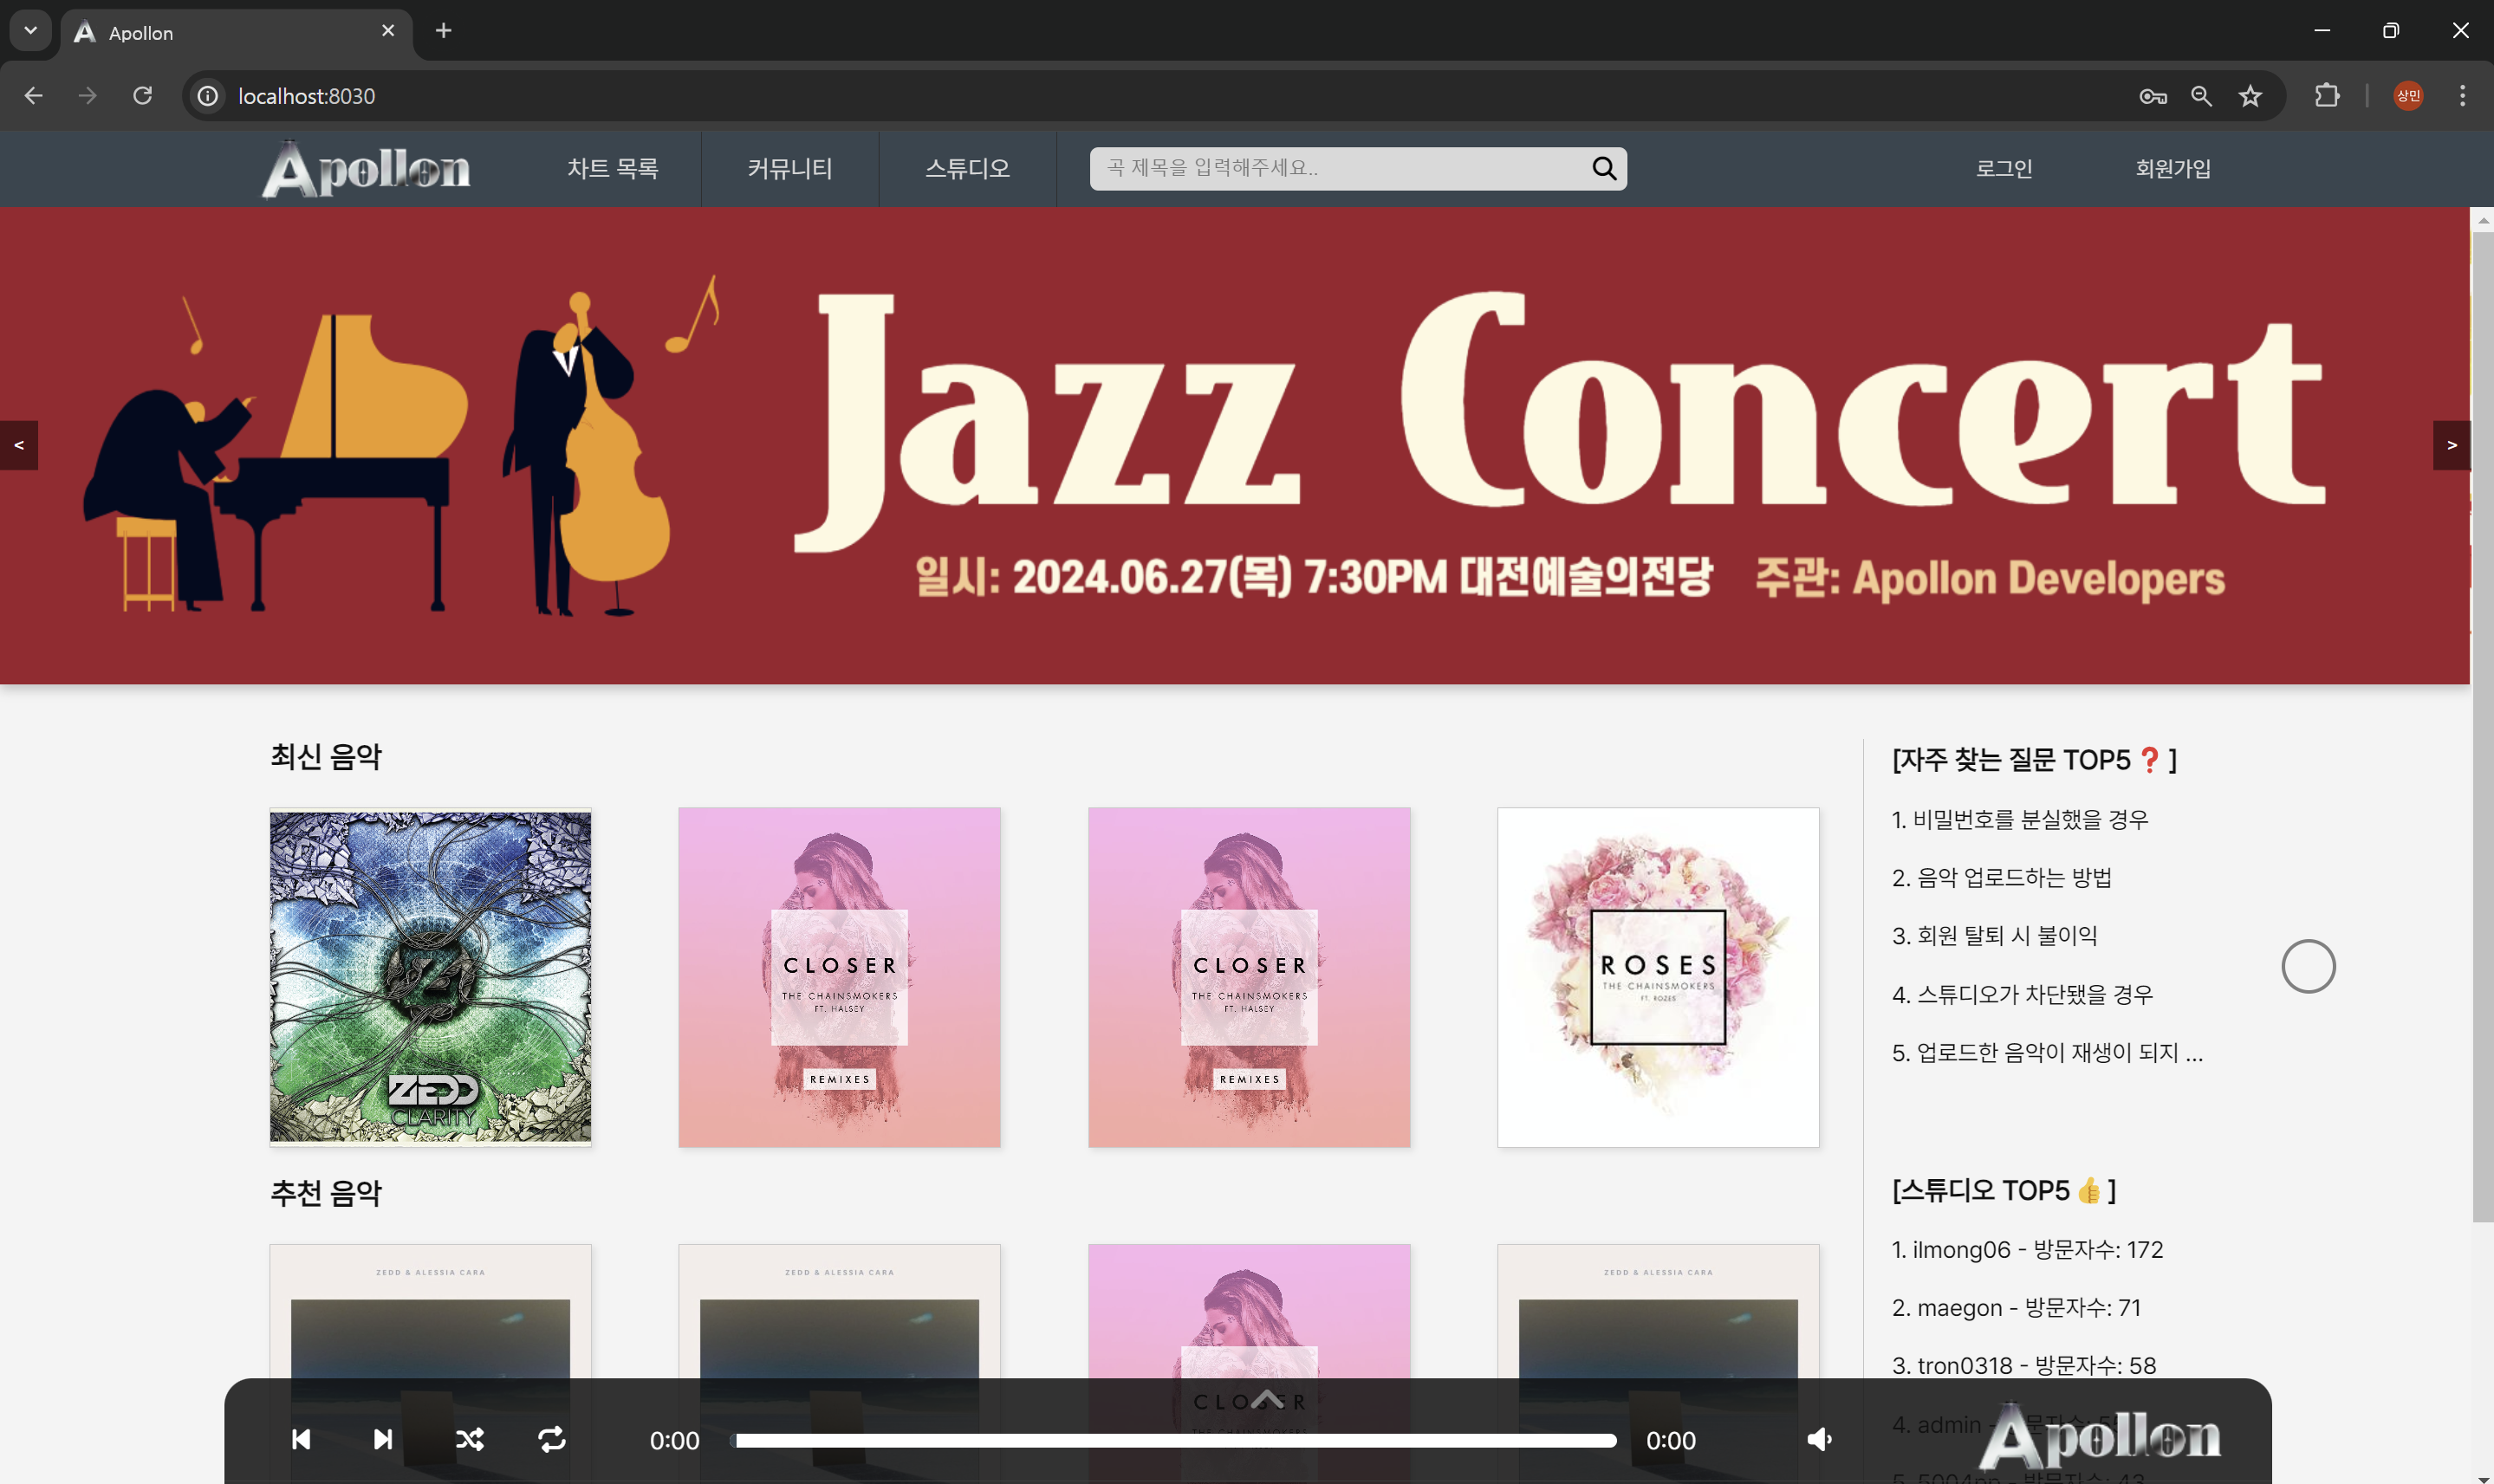 Apollon
localhost:8030
상민
Apollon
차트 목록
커뮤니티
스튜디오
곡 제목을 입력해주세요..
로그인
회원가입
Jazz Concert
일시: 2024.06.27(목) 7:30PM 대전예술의전당 주관: Apollon Developers
<
>
최신 음악
ZEDD
CLARITY
CLOSER
THE CHAINSMOKERS
FT. HALSEY
REMIXES
CLOSER
THE CHAINSMOKERS
FT. HALSEY
REMIXES
ROSES
THE CHAINSMOKERS
FT. ROZES
추천 음악
ZEDD & ALESSIA CARA
ZEDD & ALESSIA CARA
CLOSER
THE CHAINSMOKERS
ZEDD & ALESSIA CARA
[자주 찾는 질문 TOP5❓]
1. 비밀번호를 분실했을 경우
2. 음악 업로드하는 방법
3. 회원 탈퇴 시 불이익
4. 스튜디오가 차단됐을 경우
5. 업로드한 음악이 재생이 되지 ...
[스튜디오 TOP5👍]
1. ilmong06 - 방문자수: 172
2. maegon - 방문자수: 71
3. tron0318 - 방문자수: 58
4. admin -
0:00
0:00
Apollon